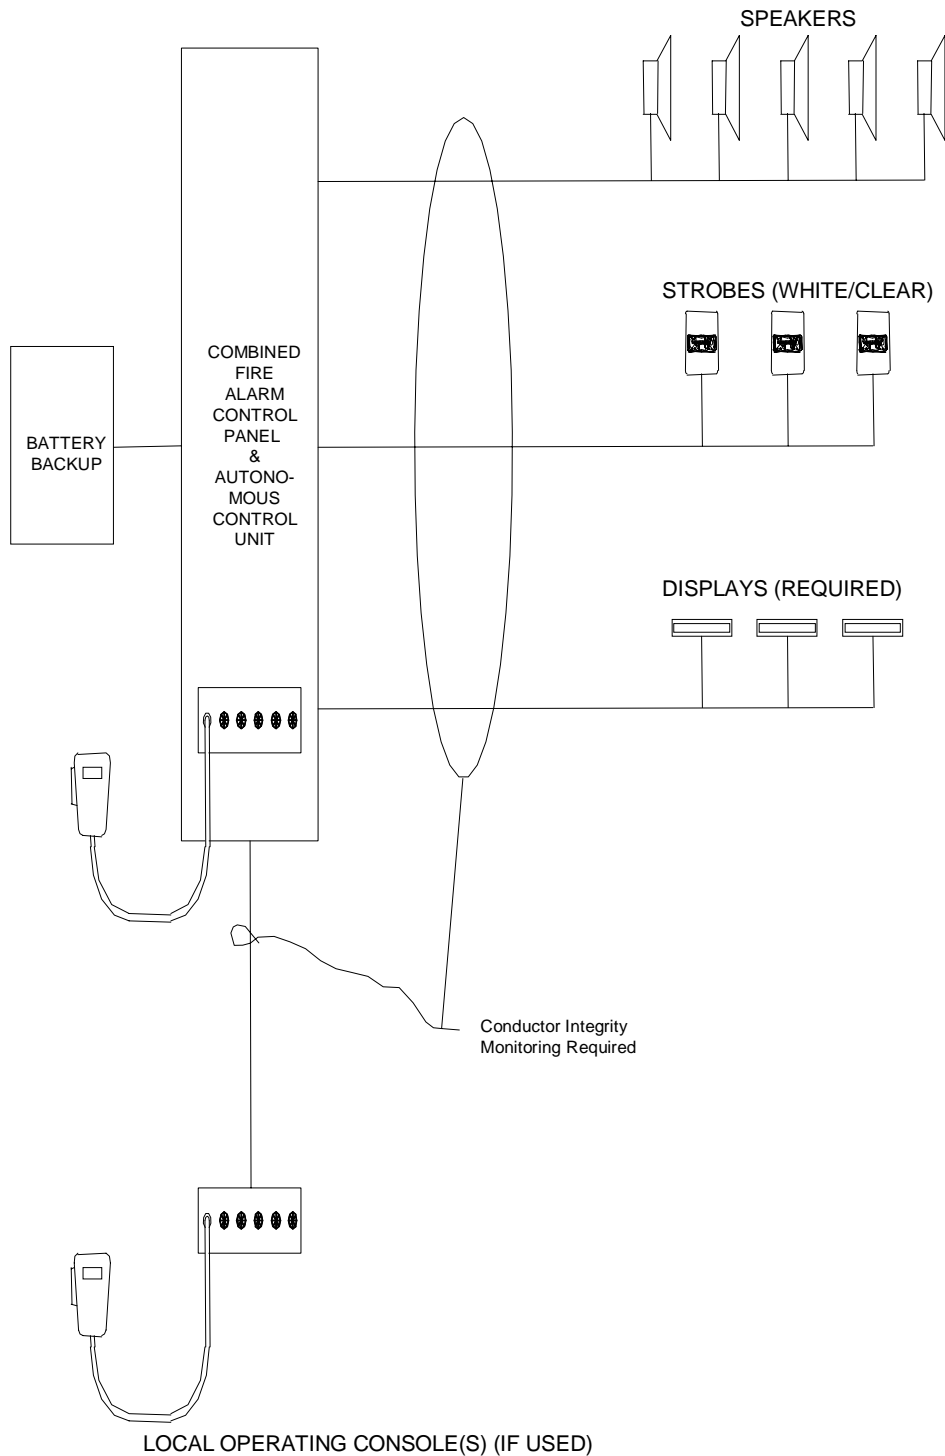 SPEAKERS
STROBES (WHITE/CLEAR)
COMBINED
FIRE
ALARM
CONTROL
PANEL
&
AUTONO-
MOUS
CONTROL
UNIT
BATTERY
BACKUP
DISPLAYS (REQUIRED)
Conductor Integrity
Monitoring Required
LOCAL OPERATING CONSOLE(S) (IF USED)